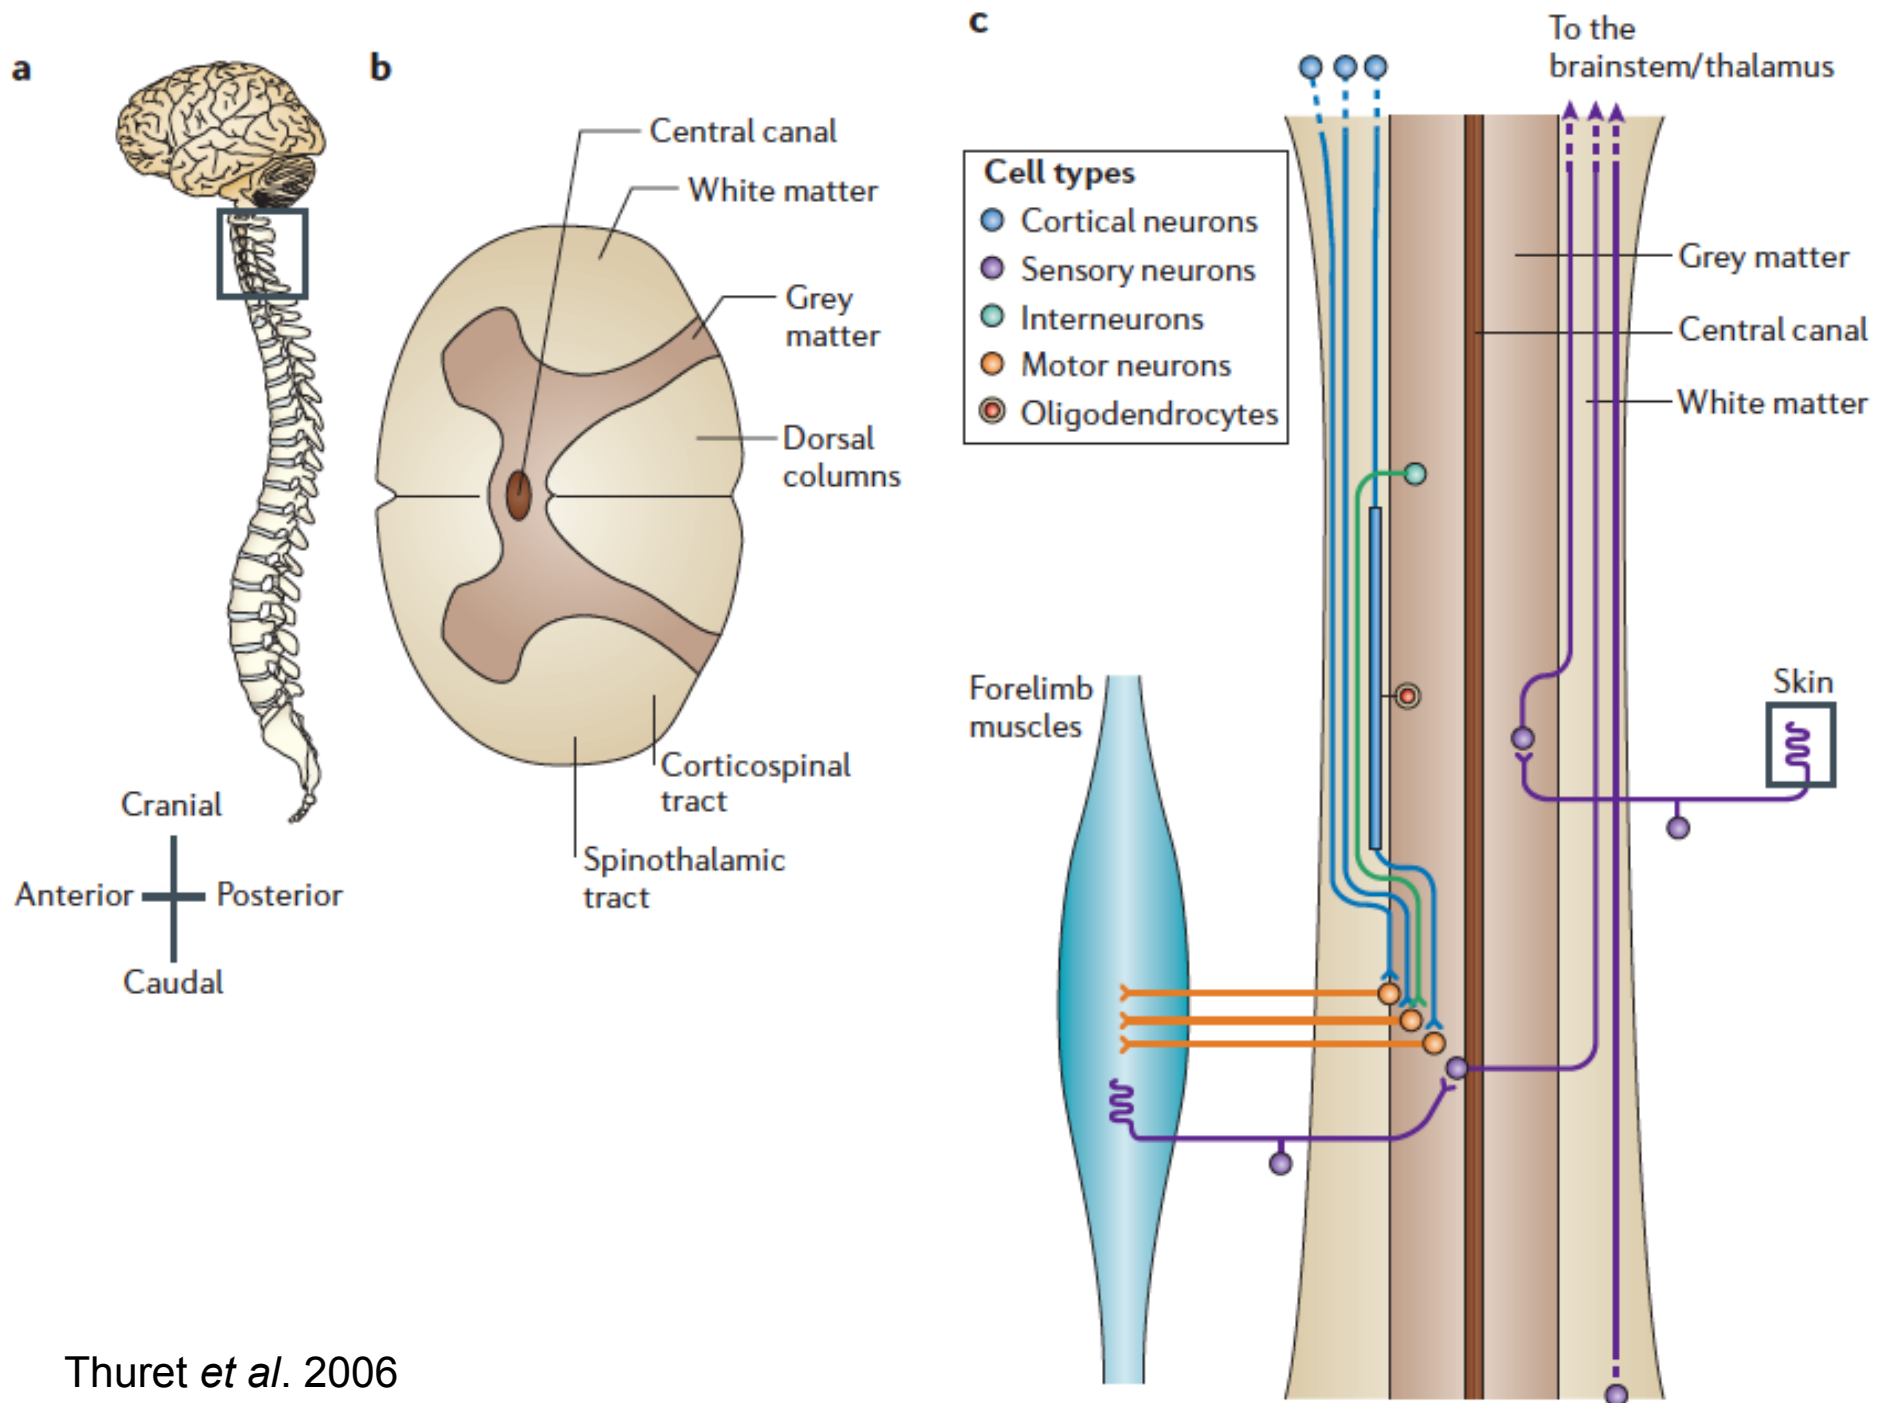 a
Cranial
Anterior
Posterior
Caudal
b
Central canal
White matter
Grey
matter
Dorsal
columns
Corticospinal
tract
Spinothalamic
tract
c
To the
brainstem/thalamus
Cell types
Cortical neurons
Sensory neurons
Interneurons
Motor neurons
Oligodendrocytes
Grey matter
Central canal
White matter
Forelimb
muscles
Skin
Thuret et al. 2006